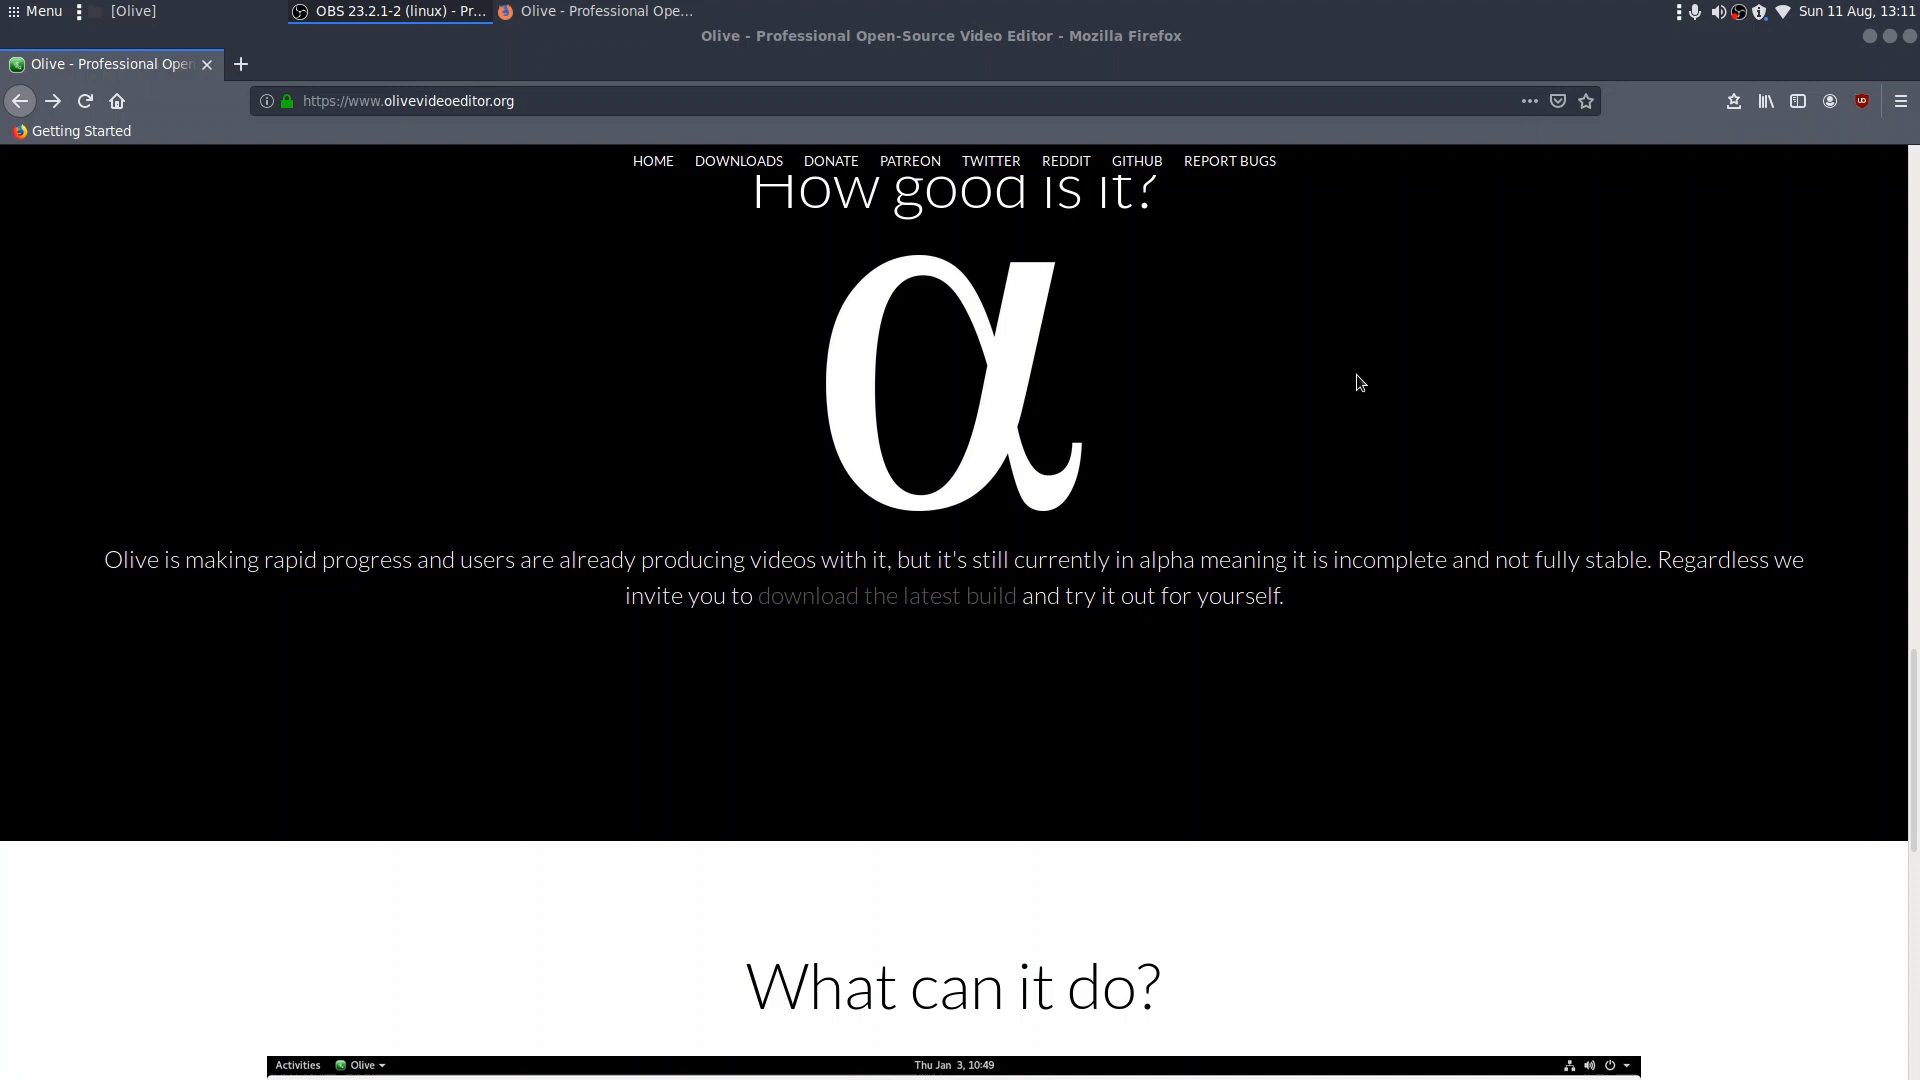 Menu [Olive] OBS 23.2.1-2 (linux) - Pr... Olive - Professional Ope... Sun 11 Aug, 13:11
Olive - Professional Open-Source Video Editor - Mozilla Firefox
Olive - Professional Open
https://www.olivevideoeditor.org
Getting Started
HOME DOWNLOADS DONATE PATREON TWITTER REDDIT GITHUB REPORT BUGS
How good is it?
α
Olive is making rapid progress and users are already producing videos with it, but it's still currently in alpha meaning it is incomplete and not fully stable. Regardless we
invite you to download the latest build and try it out for yourself.
What can it do?
Activities Olive Thu Jan 3, 10:49